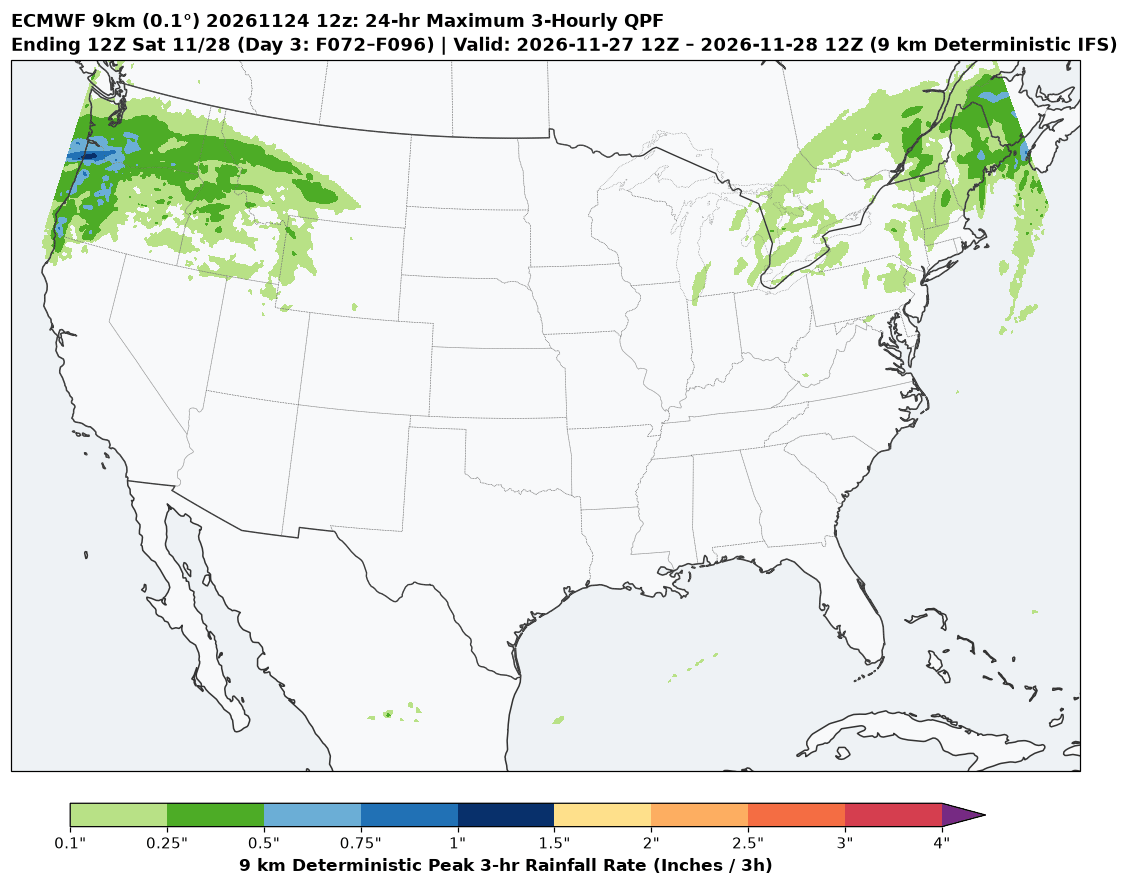 ECMWF 9km (0.1°) 20261124 12z: 24-hr Maximum 3-Hourly QPF
Ending 12Z Sat 11/28 (Day 3: F072–F096) | Valid: 2026-11-27 12Z – 2026-11-28 12Z (9 km Deterministic IFS)
0.1" 0.25" 0.5" 0.75" 1" 1.5" 2" 2.5" 3" 4"
9 km Deterministic Peak 3-hr Rainfall Rate (Inches / 3h)